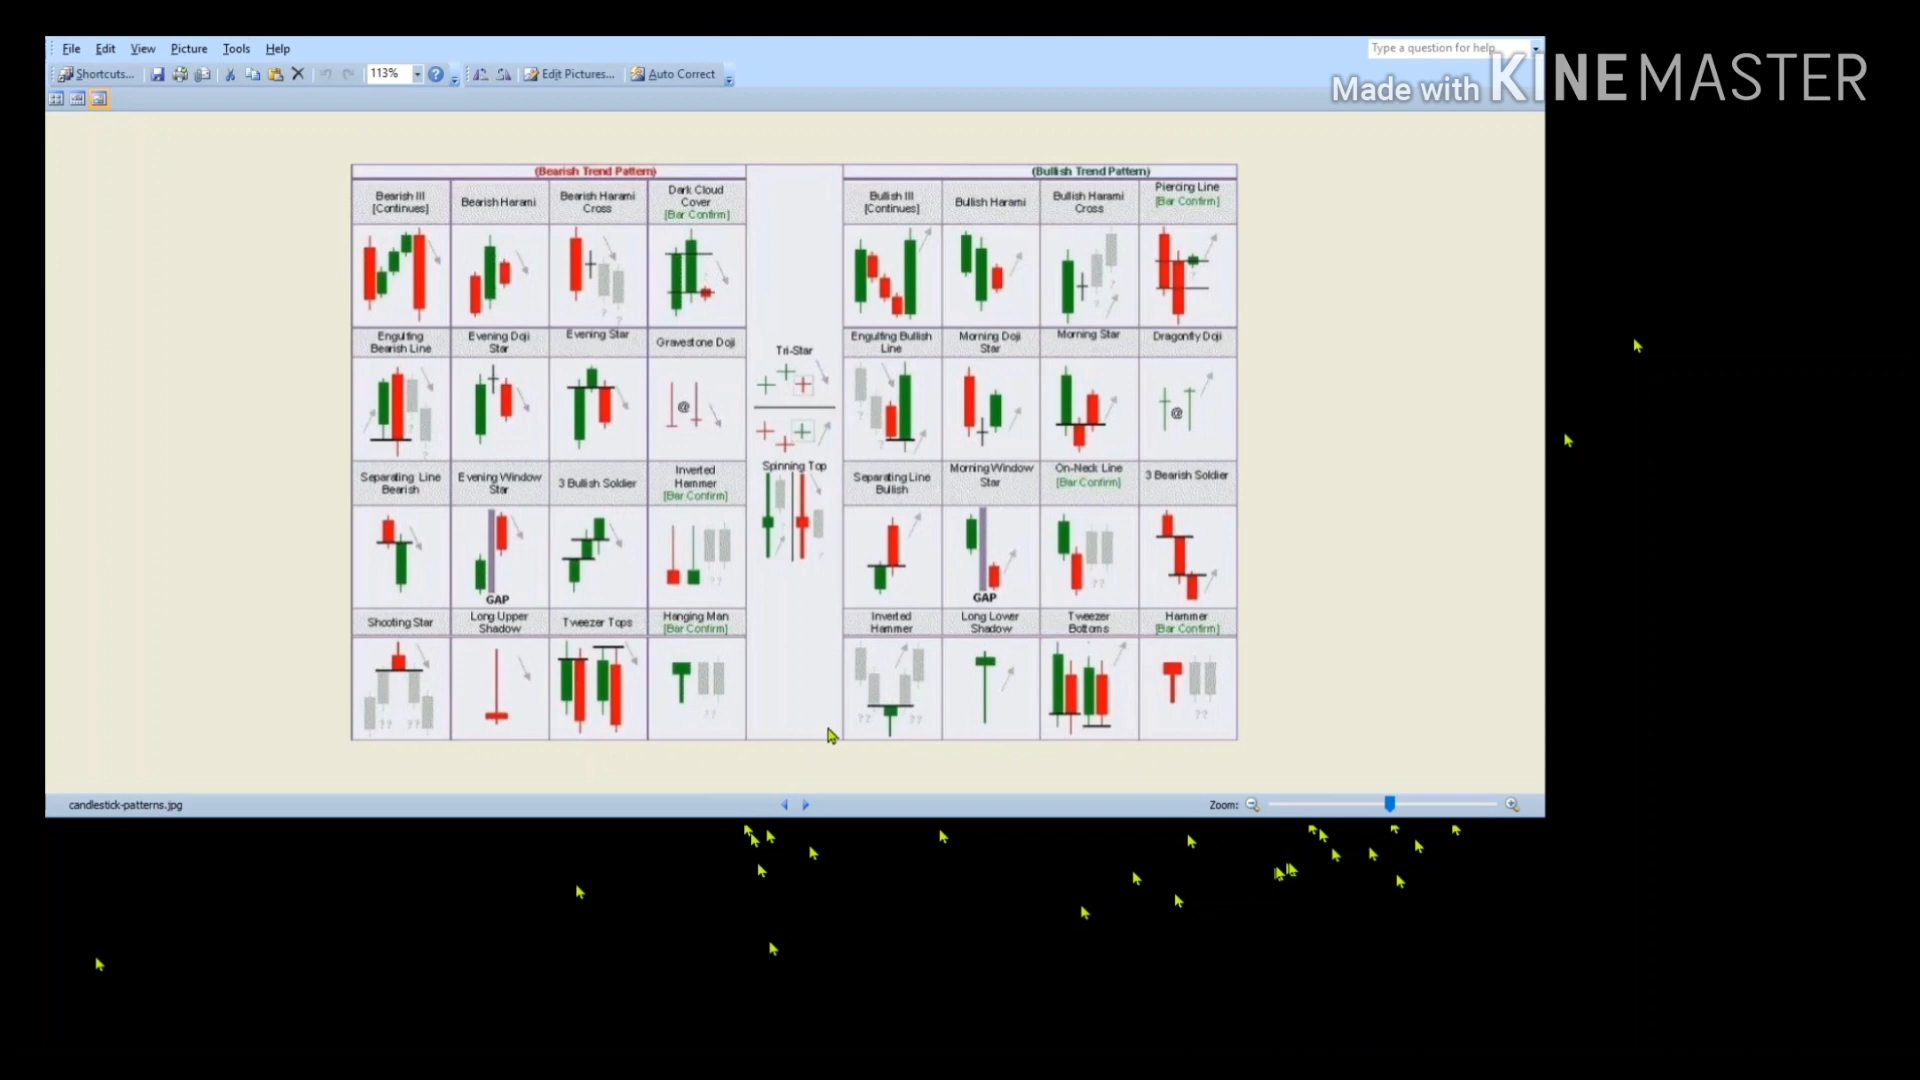 File Edit View Picture Tools Help
Type a question for help
Made with KINEMASTER
Shortcuts... 113% Edit Pictures... Auto Correct
(Bearish Trend Pattern)
(Bullish Trend Pattern)
Bearish III
[Continues]
Bearish Harami
Bearish Harami
Cross
Dark Cloud
Cover
[Bar Confirm]
Bullish III
[Continues]
Bullish Harami
Bullish Harami
Cross
Piercing Line
[Bar Confirm]
? ?
?
?
?
?
Engulfing
Bearish Line
Evening Doji
Star
Evening Star
Gravestone Doji
Tri-Star
Engulfing Bullish
Line
Morning Doji
Star
Morning Star
Dragonfly Doji
?
?
@
?
?
@
Spinning Top
Separating Line
Bearish
Evening Window
Star
3 Bullish Soldier
Inverted
Hammer
[Bar Confirm]
Separating Line
Bullish
Morning Window
Star
On-Neck Line
[Bar Confirm]
3 Bearish Soldier
GAP
??
GAP
??
Shooting Star
Long Upper
Shadow
Tweezer Tops
Hanging Man
[Bar Confirm]
Inverted
Hammer
Long Lower
Shadow
Tweezer
Bottoms
Hammer
[Bar Confirm]
?? ??
??
?? ??
??
candlestick-patterns.jpg
Zoom: